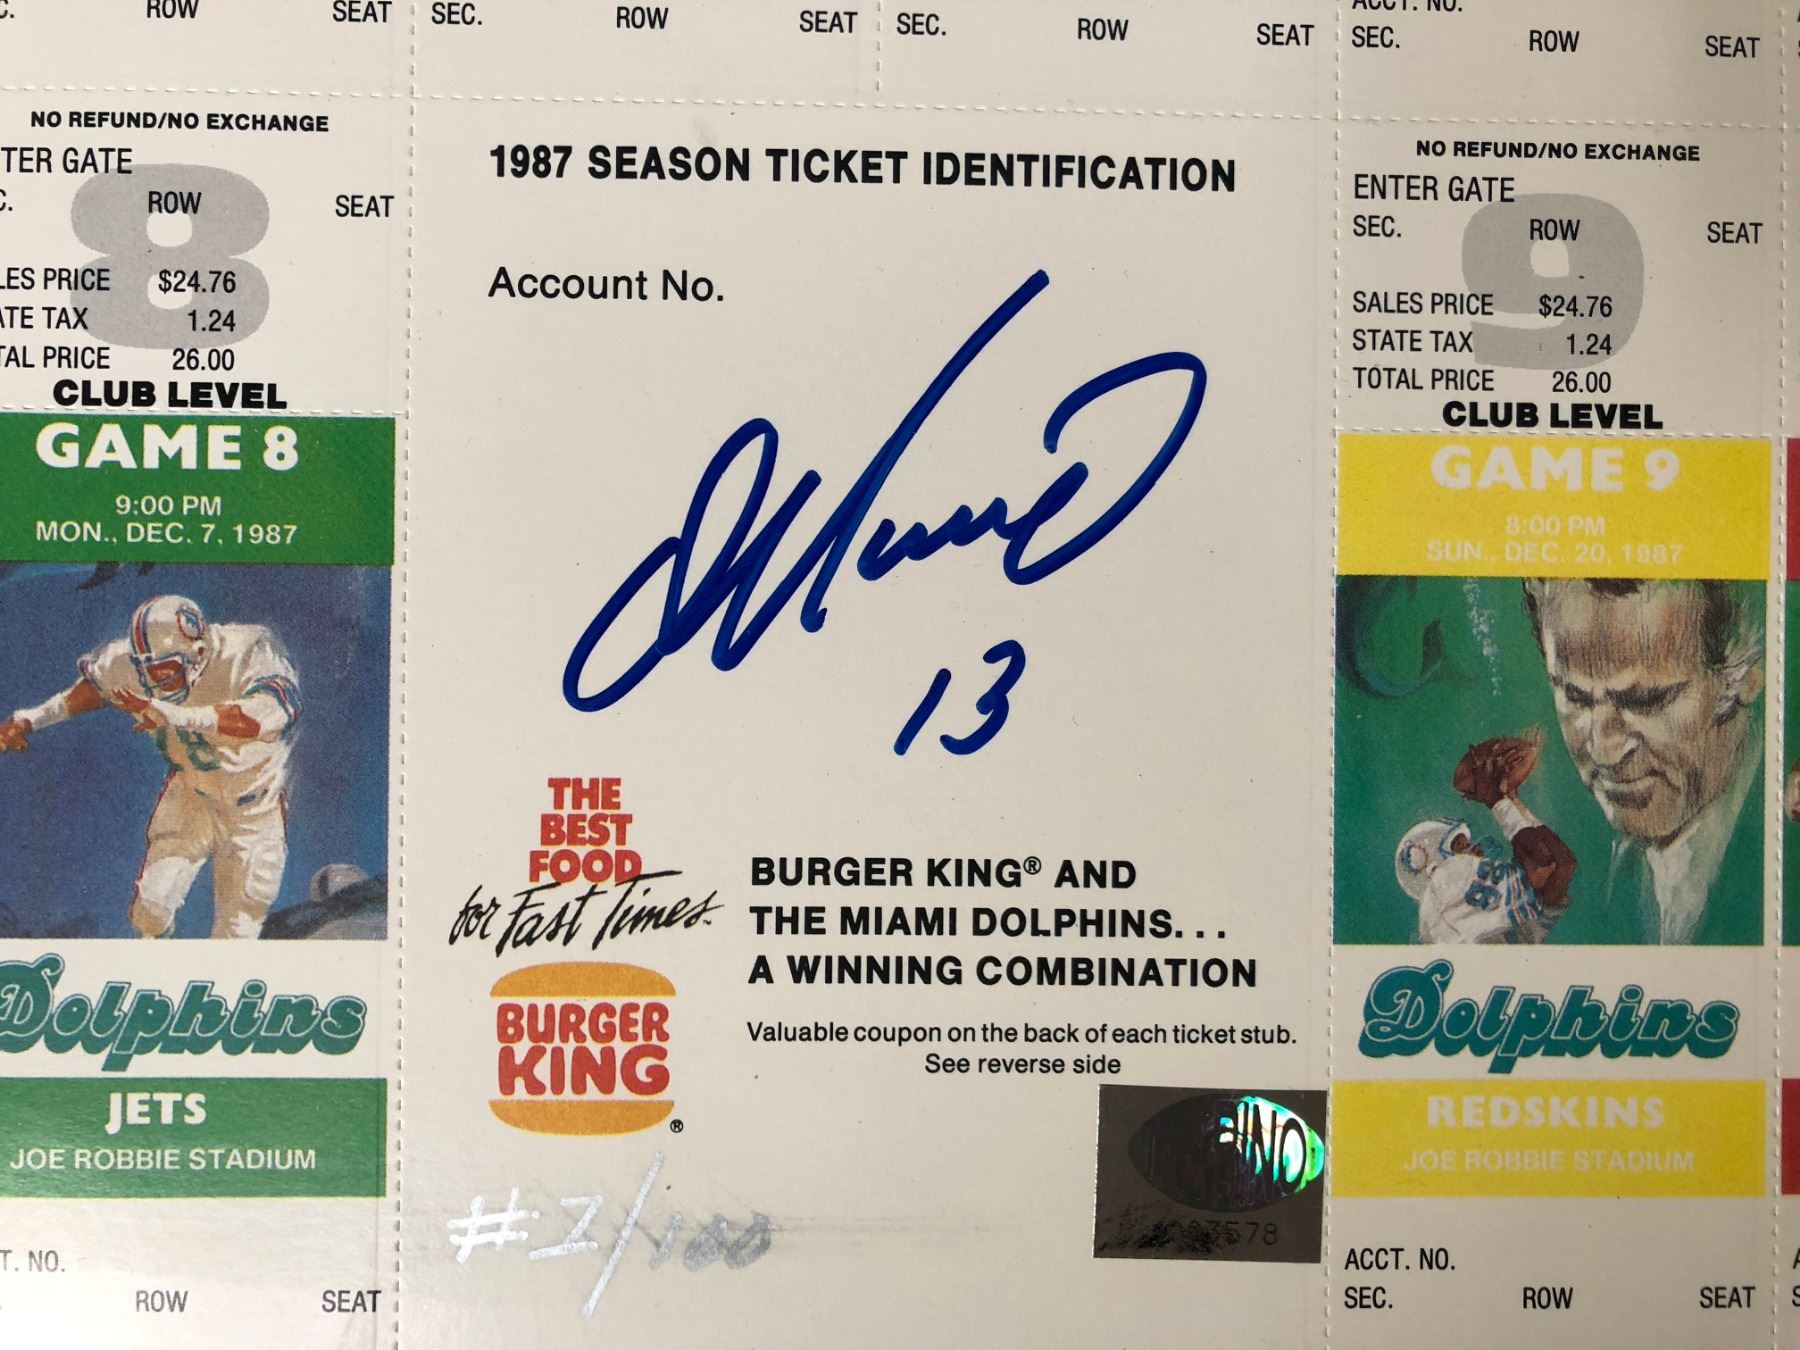 ROW SEAT
SEC. ROW SEAT
SEC. ROW SEAT
ACCT. NO.
SEC. ROW SEAT
NO REFUND/NO EXCHANGE
TER GATE
ROW SEAT
8
LES PRICE $24.76
ATE TAX 1.24
TAL PRICE 26.00
CLUB LEVEL
GAME 8
9:00 PM
MON., DEC. 7, 1987
Dolphins
JETS
JOE ROBBIE STADIUM
T. NO.
ROW SEAT
1987 SEASON TICKET IDENTIFICATION
Account No.
13
THE
BEST
FOOD
for Fast Times.
BURGER
KING®
BURGER KING® AND
THE MIAMI DOLPHINS...
A WINNING COMBINATION
Valuable coupon on the back of each ticket stub.
See reverse side
#2/100
NO REFUND/NO EXCHANGE
ENTER GATE
SEC. ROW SEAT
9
SALES PRICE $24.76
STATE TAX 1.24
TOTAL PRICE 26.00
CLUB LEVEL
GAME 9
8:00 PM
SUN., DEC. 20, 1987
Dolphins
REDSKINS
JOE ROBBIE STADIUM
ACCT. NO.
SEC. ROW SEAT